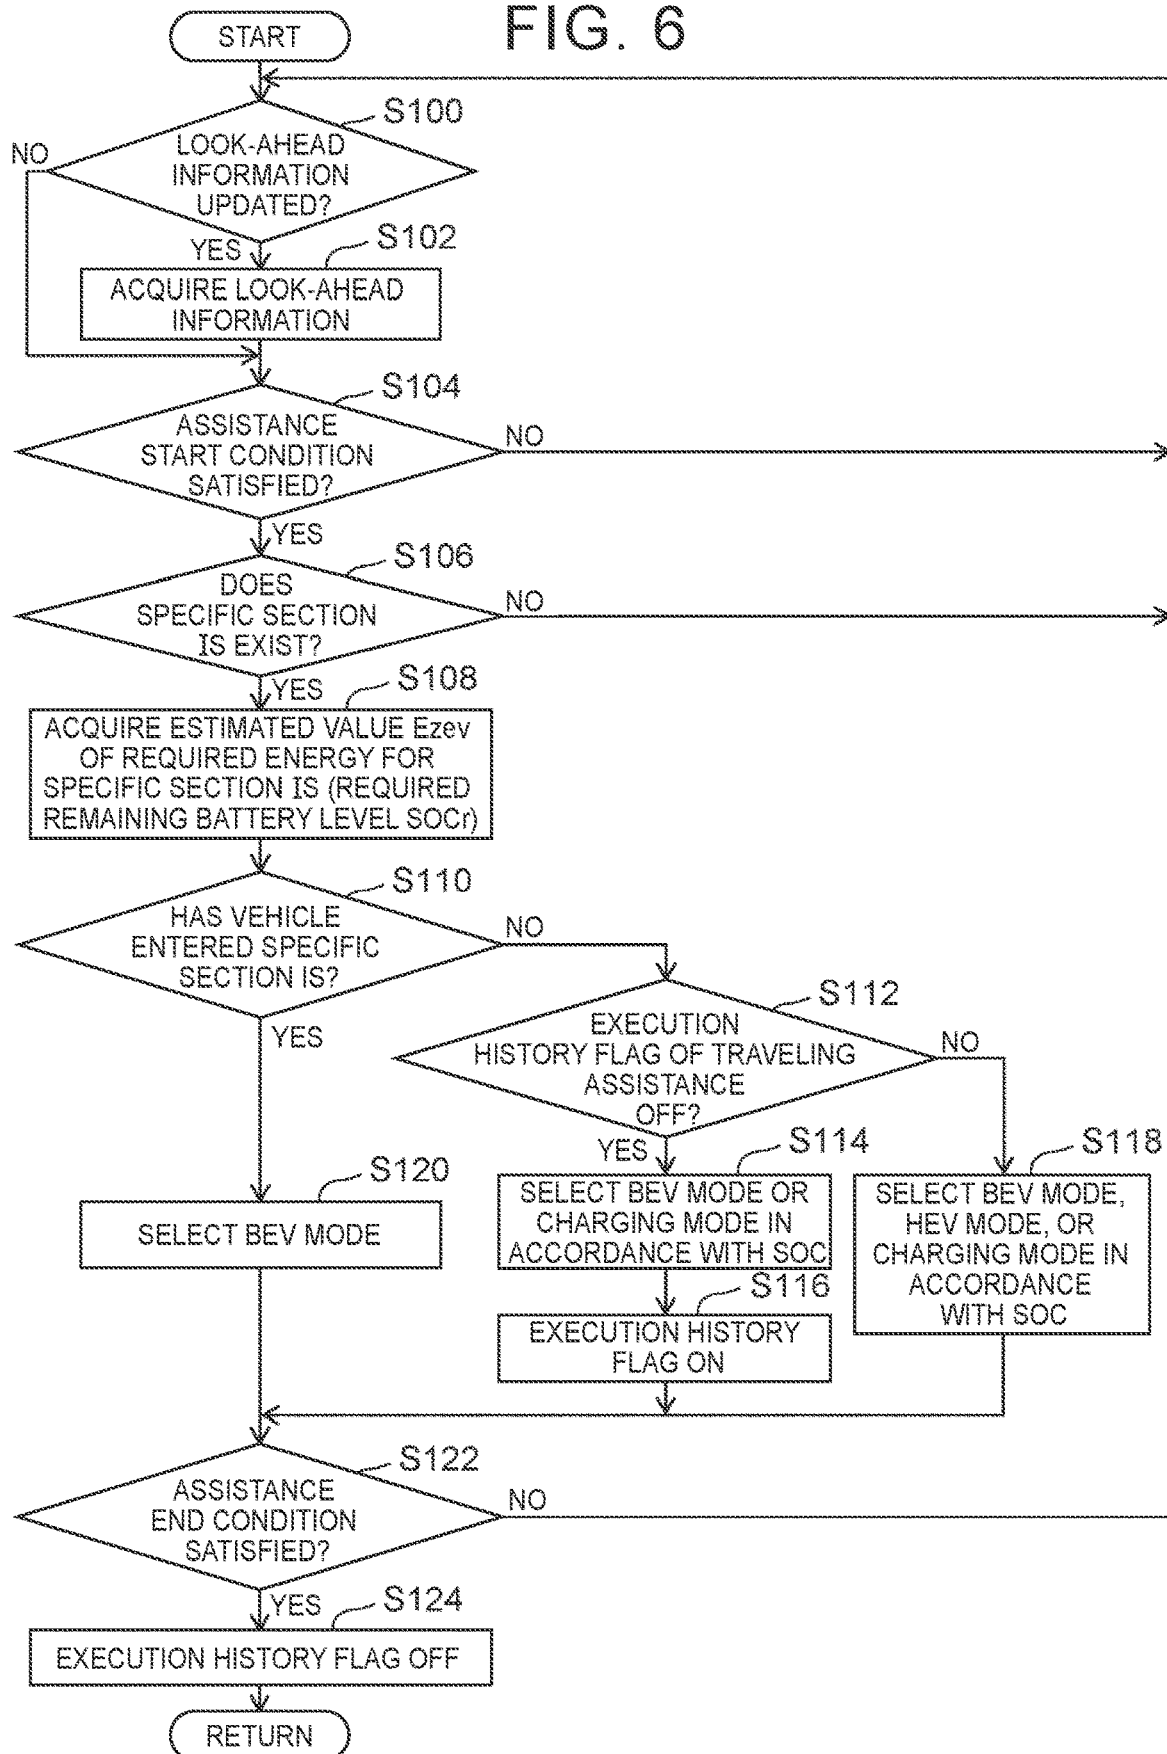 FIG. 6
START
S100
LOOK-AHEAD
INFORMATION
UPDATED?
NO
YES
S102
ACQUIRE LOOK-AHEAD
INFORMATION
S104
ASSISTANCE
START CONDITION
SATISFIED?
NO
YES
S106
DOES
SPECIFIC SECTION
IS EXIST?
NO
YES
S108
ACQUIRE ESTIMATED VALUE Ezev
OF REQUIRED ENERGY FOR
SPECIFIC SECTION IS (REQUIRED
REMAINING BATTERY LEVEL SOCr)
S110
HAS VEHICLE
ENTERED SPECIFIC
SECTION IS?
NO
YES
S112
EXECUTION
HISTORY FLAG OF TRAVELING
ASSISTANCE
OFF?
NO
YES
S114
SELECT BEV MODE OR
CHARGING MODE IN
ACCORDANCE WITH SOC
S116
EXECUTION HISTORY
FLAG ON
S118
SELECT BEV MODE,
HEV MODE, OR
CHARGING MODE IN
ACCORDANCE
WITH SOC
S120
SELECT BEV MODE
S122
ASSISTANCE
END CONDITION
SATISFIED?
NO
YES
S124
EXECUTION HISTORY FLAG OFF
RETURN